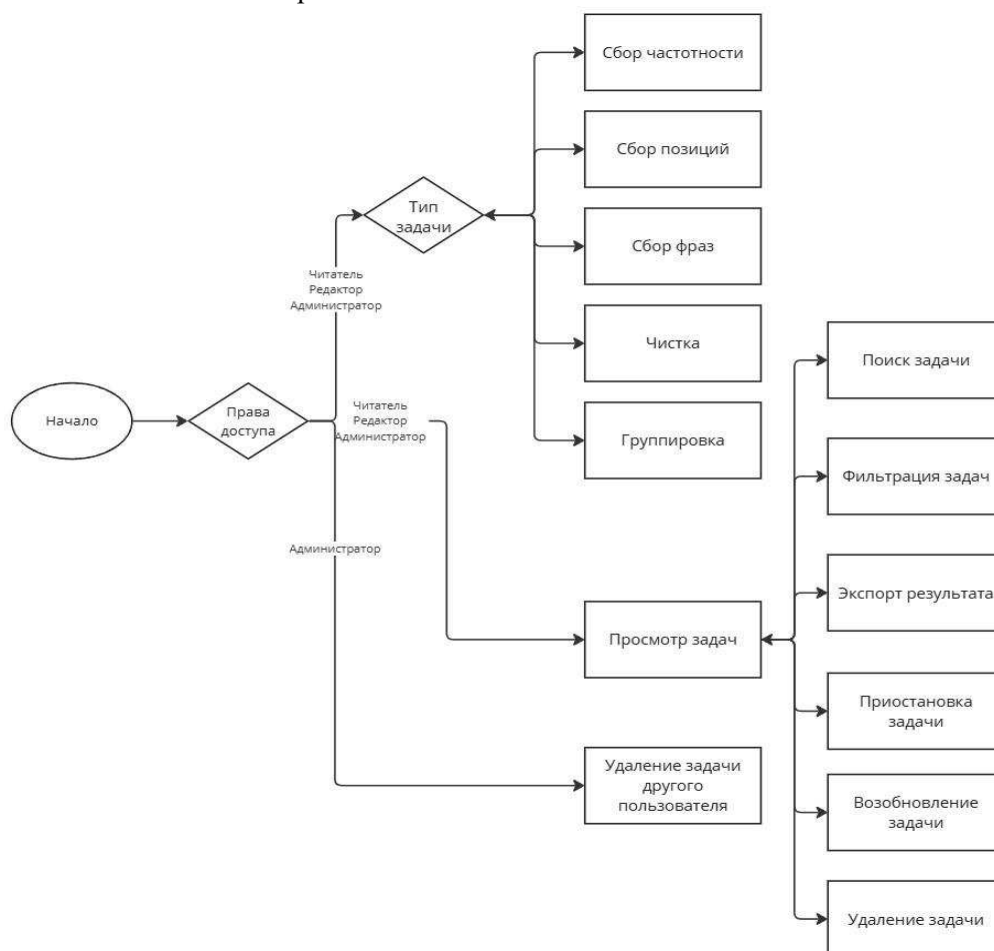 Сбор частотности
Сбор позиций
Тип
задачи
Сбор фраз
Читатель
Редактор
Администратор
Чистка
Поиск задачи
Начало
Права
доступа
Читатель
Редактор
Администратор
Группировка
Фильтрация задач
Администратор
Экспорт результата
Просмотр задач
Приостановка
задачи
Удаление задачи
другого
пользователя
Возобновление
задачи
Удаление задачи